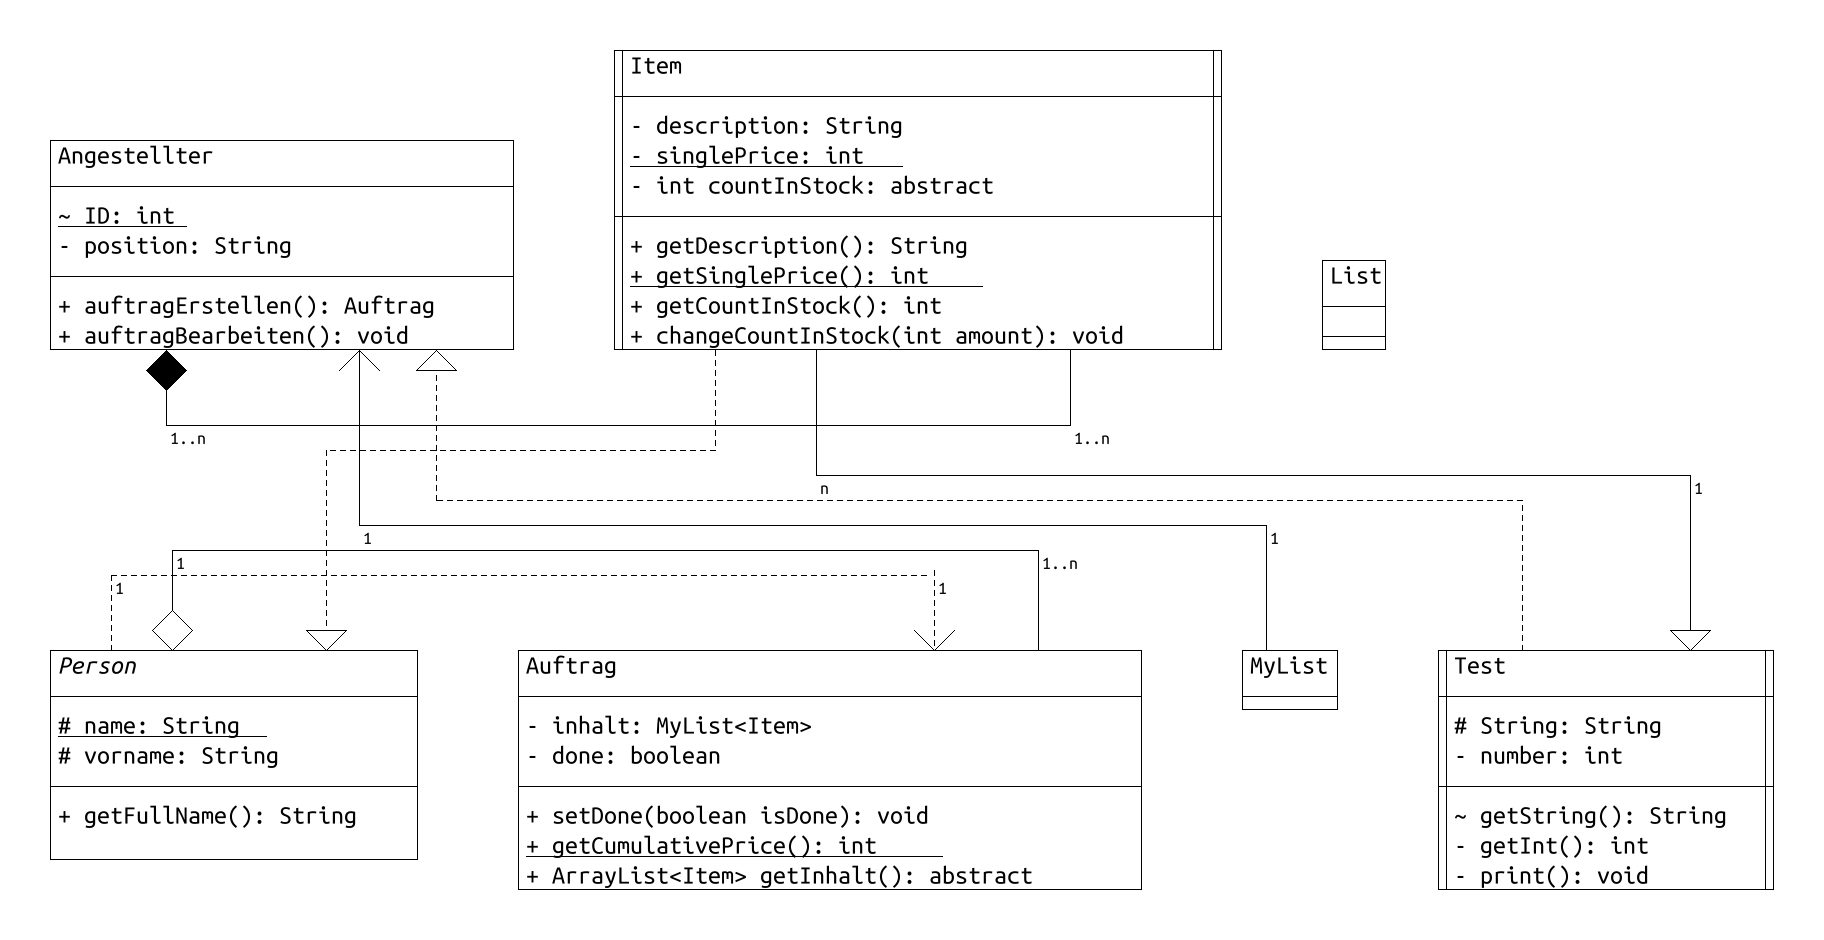 Item
- description: String
- singlePrice: int
- int countInStock: abstract
+ getDescription(): String
+ getSinglePrice(): int
+ getCountInStock(): int
+ changeCountInStock(int amount): void
Angestellter
~ ID: int
- position: String
+ auftragErstellen(): Auftrag
+ auftragBearbeiten(): void
List
1..n
1..n
n
1
1
1
1
1..n
1
1
Person
# name: String
# vorname: String
+ getFullName(): String
Auftrag
- inhalt: MyList<Item>
- done: boolean
+ setDone(boolean isDone): void
+ getCumulativePrice(): int
+ ArrayList<Item> getInhalt(): abstract
MyList
Test
# String: String
- number: int
~ getString(): String
- getInt(): int
- print(): void